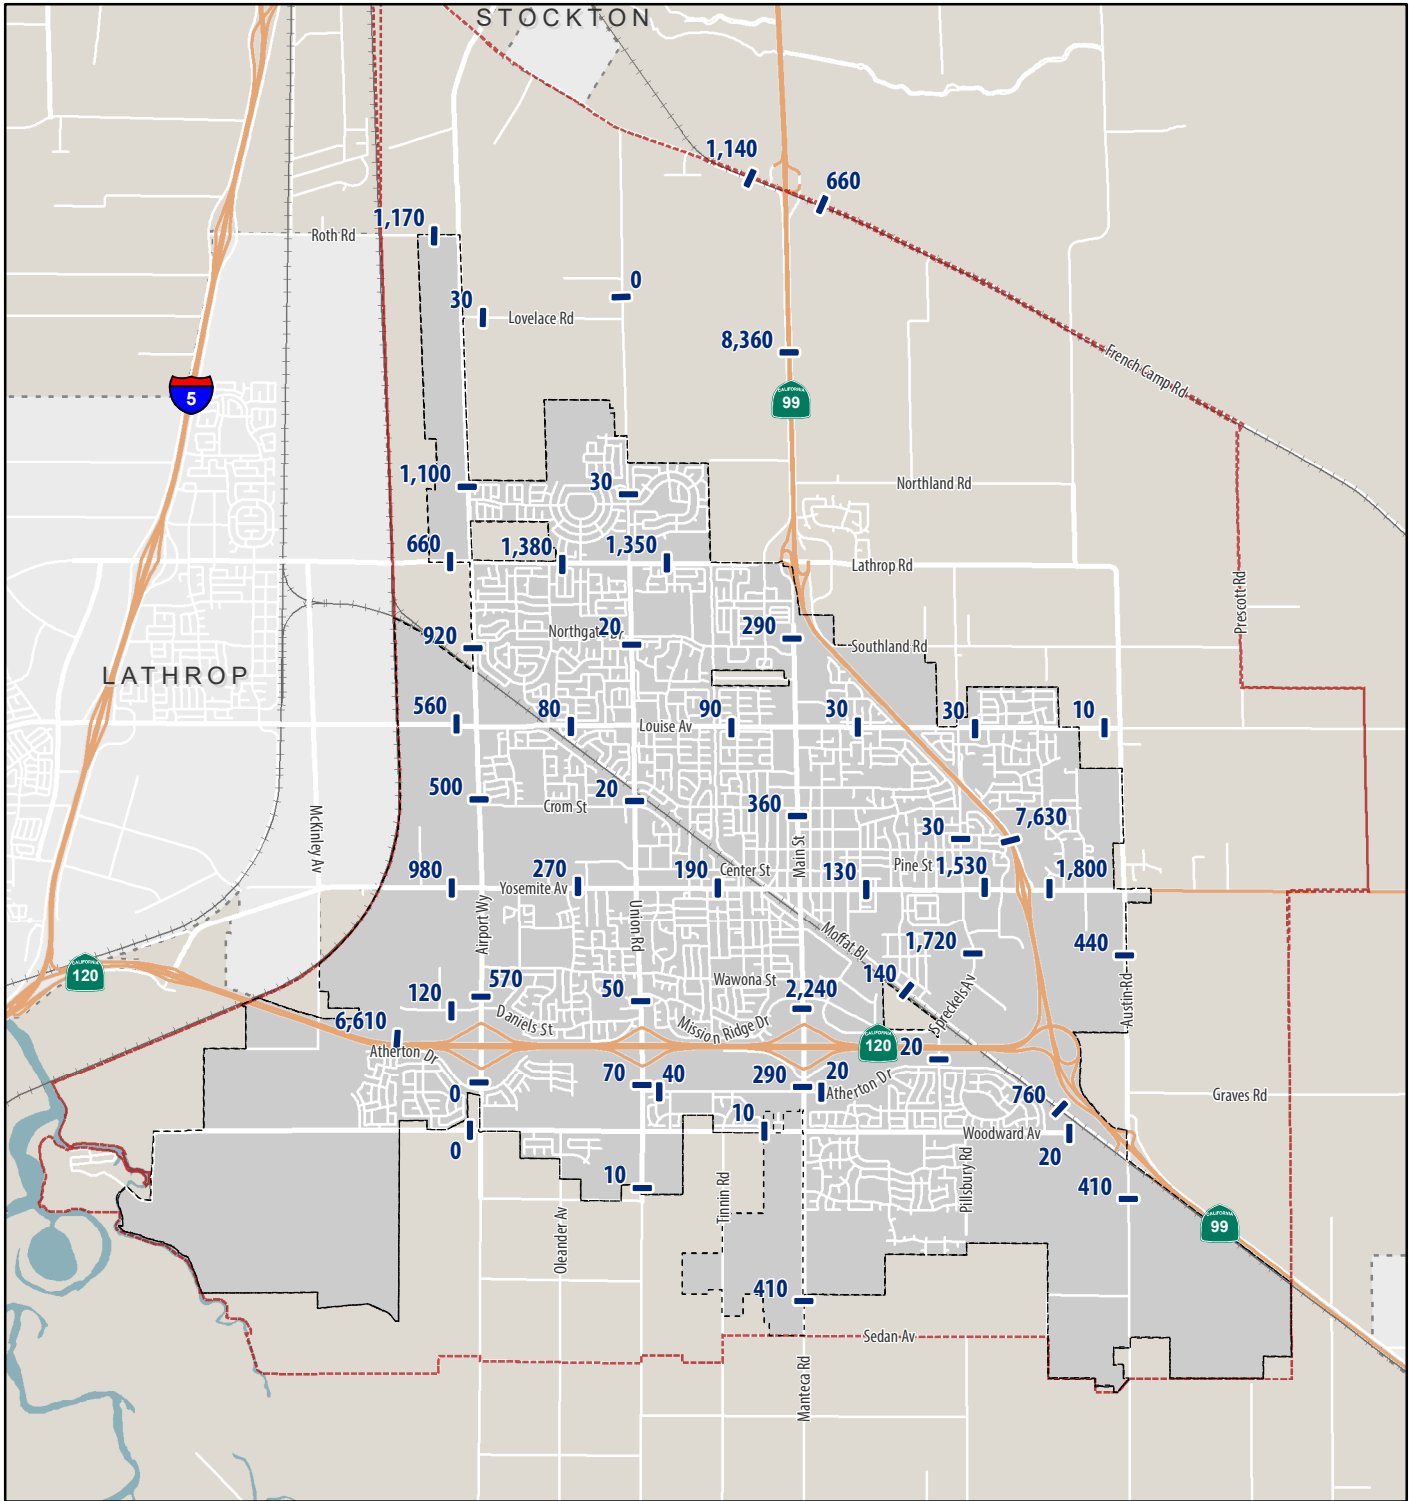 STOCKTON
1,140
660
1,170
Roth Rd
0
30
Lovelace Rd
8,360
French Camp Rd
5
CALIFORNIA
99
1,100
30
Northland Rd
660
1,380
1,350
Lathrop Rd
Prescott Rd
920
Northgate Dr
20
290
Southland Rd
LATHROP
560
80
Louise Av
90
30
30
10
500
Crom St
20
360
Main St
30
7,630
McKinley Av
980
270
Yosemite Av
190
Center St
130
Pine St
1,530
1,800
Airport Wy
Union Rd
Moffat Bl
1,720
440
CALIFORNIA
120
570
120
50
Wawona St
2,240
140
Spreckels Av
Austin Rd
6,610
Daniels St
Mission Ridge Dr
CALIFORNIA
120
20
Atherton Dr
0
70
40
290
20
Atherton Dr
760
Graves Rd
0
10
Woodward Av
20
10
Tinnin Rd
Pillsbury Rd
410
Oleander Av
CALIFORNIA
99
410
Sedan Av
Manteca Rd